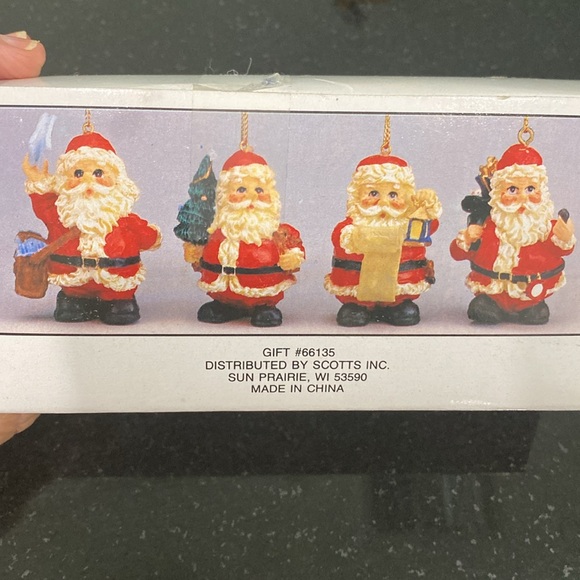 GIFT #66135
DISTRIBUTED BY SCOTTS INC.
SUN PRAIRIE, WI 53590
MADE IN CHINA